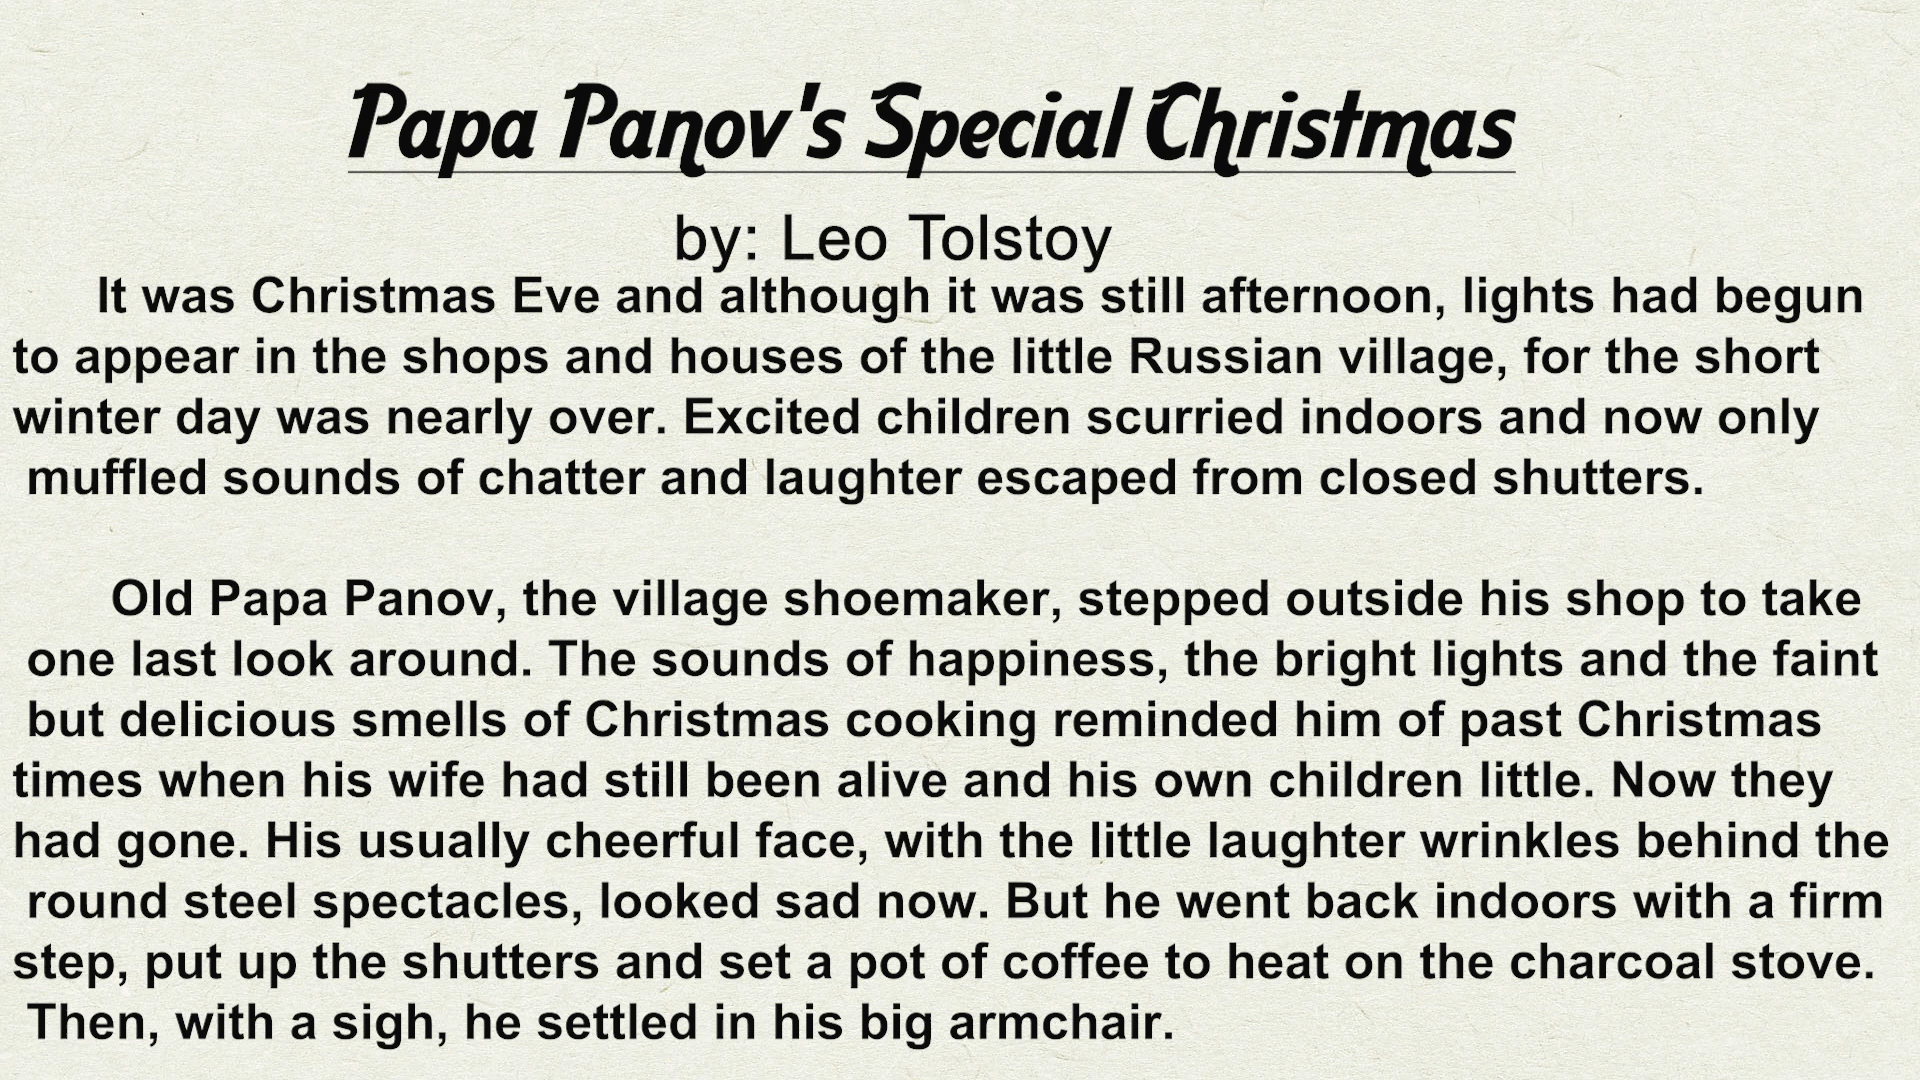 Papa Panov's Special Christmas
by: Leo Tolstoy
It was Christmas Eve and although it was still afternoon, lights had begun
to appear in the shops and houses of the little Russian village, for the short
winter day was nearly over. Excited children scurried indoors and now only
muffled sounds of chatter and laughter escaped from closed shutters.
Old Papa Panov, the village shoemaker, stepped outside his shop to take
one last look around. The sounds of happiness, the bright lights and the faint
but delicious smells of Christmas cooking reminded him of past Christmas
times when his wife had still been alive and his own children little. Now they
had gone. His usually cheerful face, with the little laughter wrinkles behind the
round steel spectacles, looked sad now. But he went back indoors with a firm
step, put up the shutters and set a pot of coffee to heat on the charcoal stove.
Then, with a sigh, he settled in his big armchair.